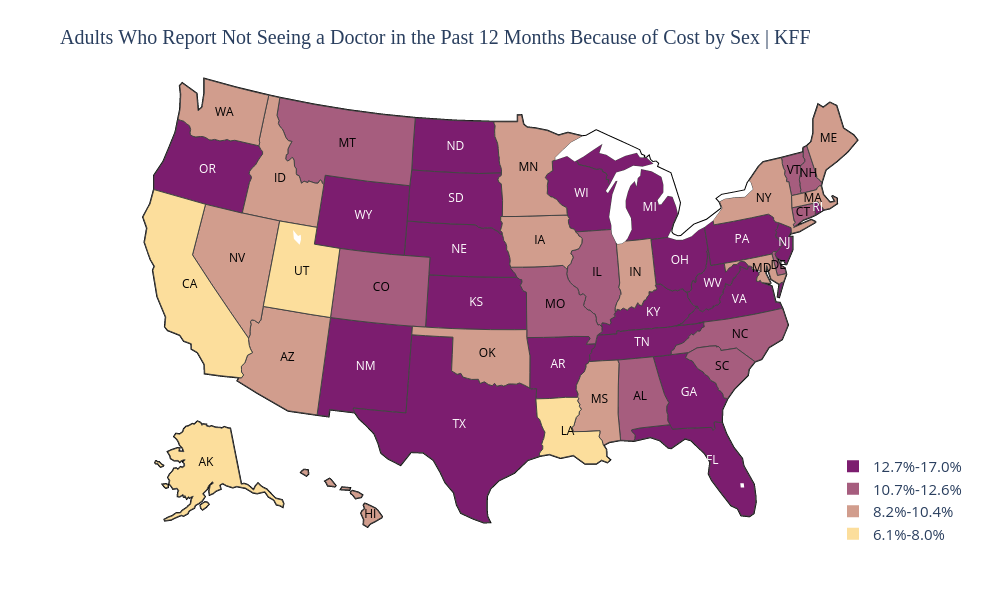 Adults Who Report Not Seeing a Doctor in the Past 12 Months Because of Cost by Sex | KFF
WA
ME
MT
ND
MN
OR
VT
NH
ID
SD
WI
NY
MA
MI
RI
CT
WY
IA
PA
NJ
NE
NV
OH
UT
IL
IN
MD
DE
CA
CO
WV
KS
MO
VA
KY
NC
TN
OK
AZ
NM
AR
SC
GA
MS
AL
TX
LA
FL
AK
HI
12.7%-17.0%
10.7%-12.6%
8.2%-10.4%
6.1%-8.0%